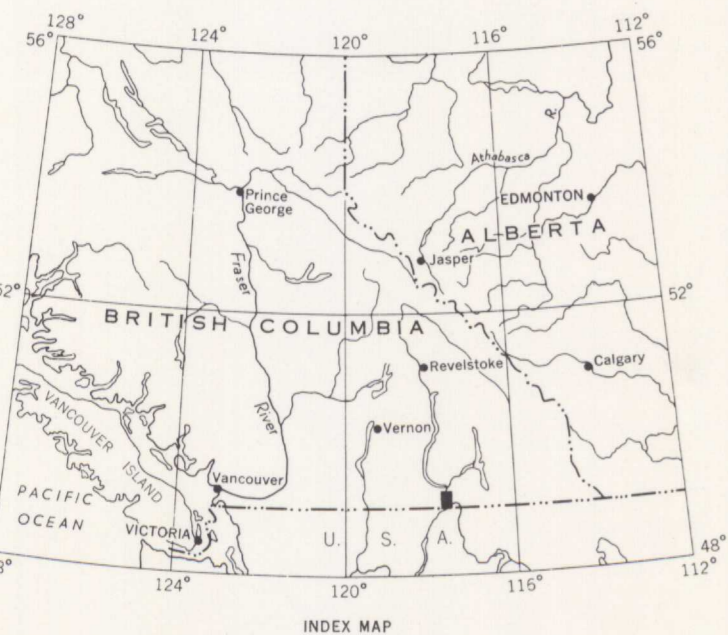 128°
124°
120°
116°
112°
56°
56°
Athabasca
R.
Prince
George
EDMONTON
ALBERTA
Jasper
Fraser
52°
52°
BRITISH COLUMBIA
Revelstoke
Calgary
River
Vernon
VANCOUVER
ISLAND
Vancouver
PACIFIC
OCEAN
VICTORIA
U. S. A.
48°
112°
124°
120°
116°
INDEX MAP